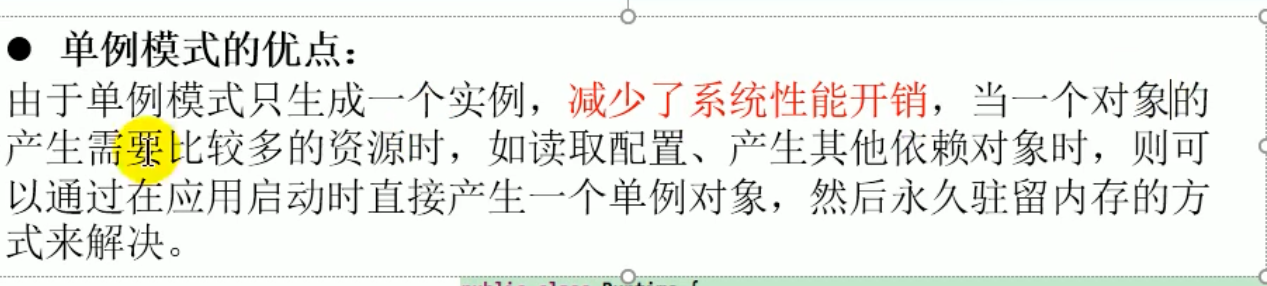 ● 单例模式的优点：
由于单例模式只生成一个实例，减少了系统性能开销，当一个对象的
产生需要比较多的资源时，如读取配置、产生其他依赖对象时，则可
以通过在应用启动时直接产生一个单例对象，然后永久驻留内存的方
式来解决。
public class Runtime {